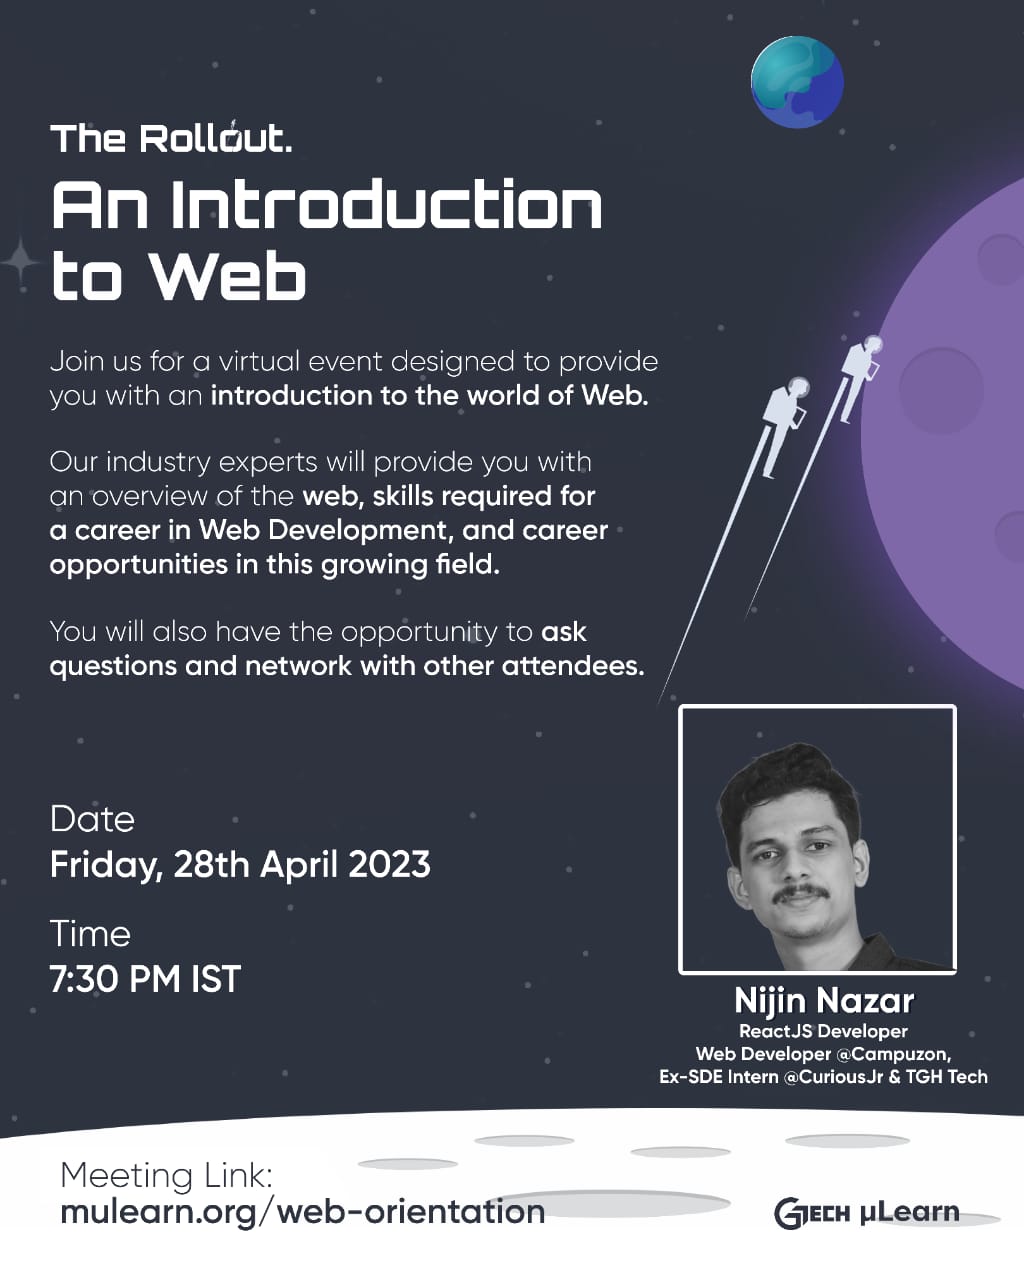 The Rollout.
An Introduction
to Web
Join us for a virtual event designed to provide
you with an introduction to the world of Web.
Our industry experts will provide you with
an overview of the web, skills required for
a career in Web Development, and career
opportunities in this growing field.
You will also have the opportunity to ask
questions and network with other attendees.
Date
Friday, 28th April 2023
Time
7:30 PM IST
Nijin Nazar
ReactJS Developer
Web Developer @Campuzon,
Ex-SDE Intern @CuriousJr & TGH Tech
Meeting Link:
mulearn.org/web-orientation
GTECH µLearn